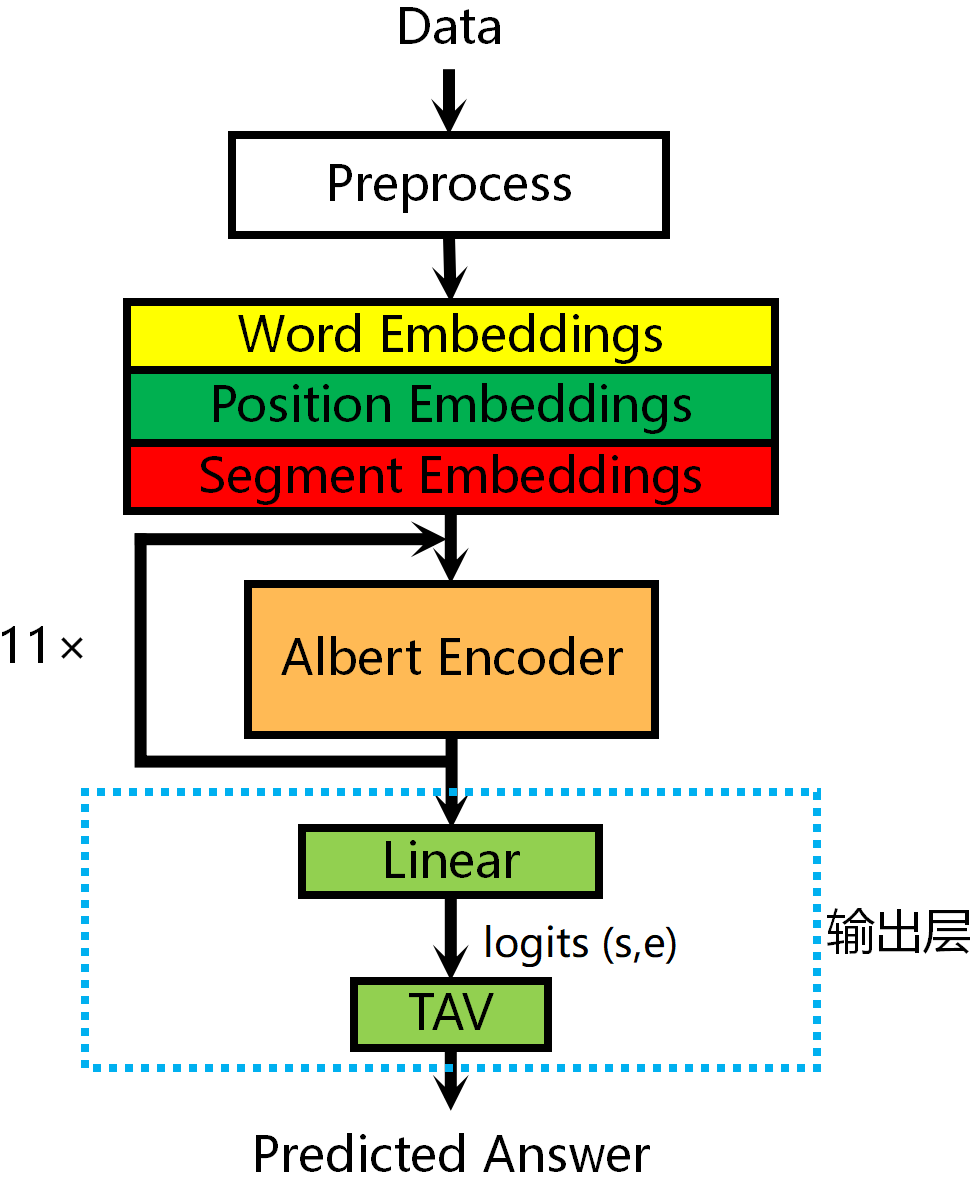 Data
Preprocess
Word Embeddings
Position Embeddings
Segment Embeddings
11×
Albert Encoder
Linear
logits (s,e)
输出层
TAV
Predicted Answer